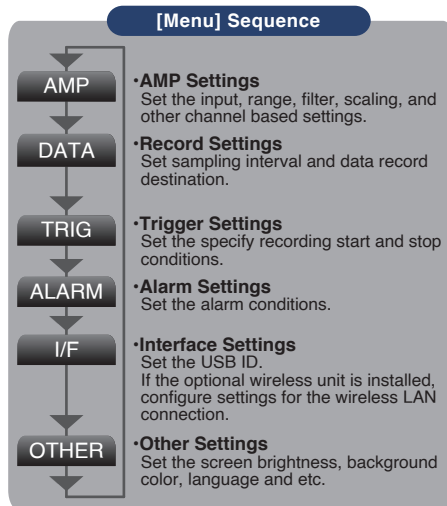 [Menu] Sequence
AMP
·AMP Settings
Set the input, range, filter, scaling, and
other channel based settings.
DATA
·Record Settings
Set sampling interval and data record
destination.
TRIG
·Trigger Settings
Set the specify recording start and stop
conditions.
ALARM
·Alarm Settings
Set the alarm conditions.
I/F
·Interface Settings
Set the USB ID.
If the optional wireless unit is installed,
configure settings for the wireless LAN
connection.
OTHER
·Other Settings
Set the screen brightness, background
color, language and etc.